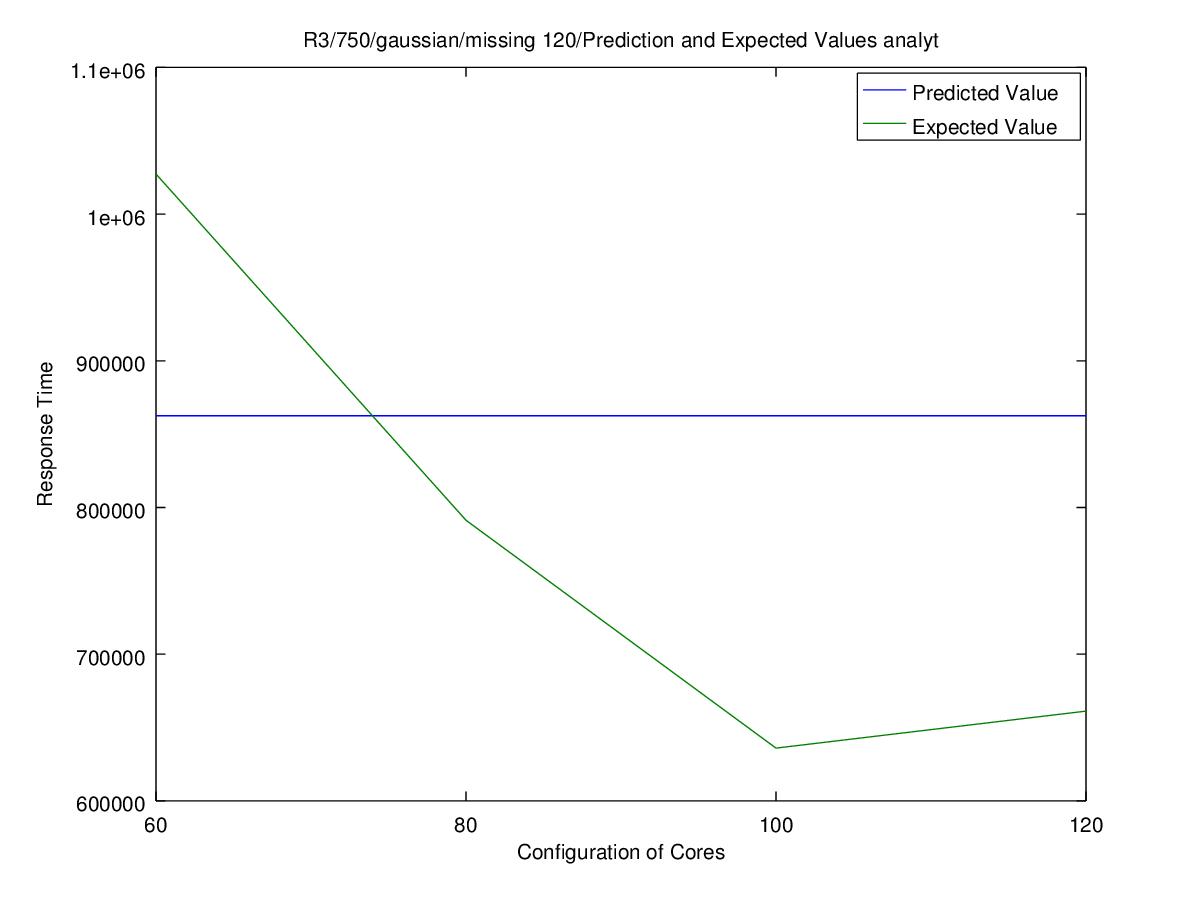 R3/750/gaussian/missing 120/Prediction and Expected Values analyt
1.1e+06
Predicted Value
Expected Value
1e+06
900000
800000
700000
600000
Response Time
60 80 100 120
Configuration of Cores